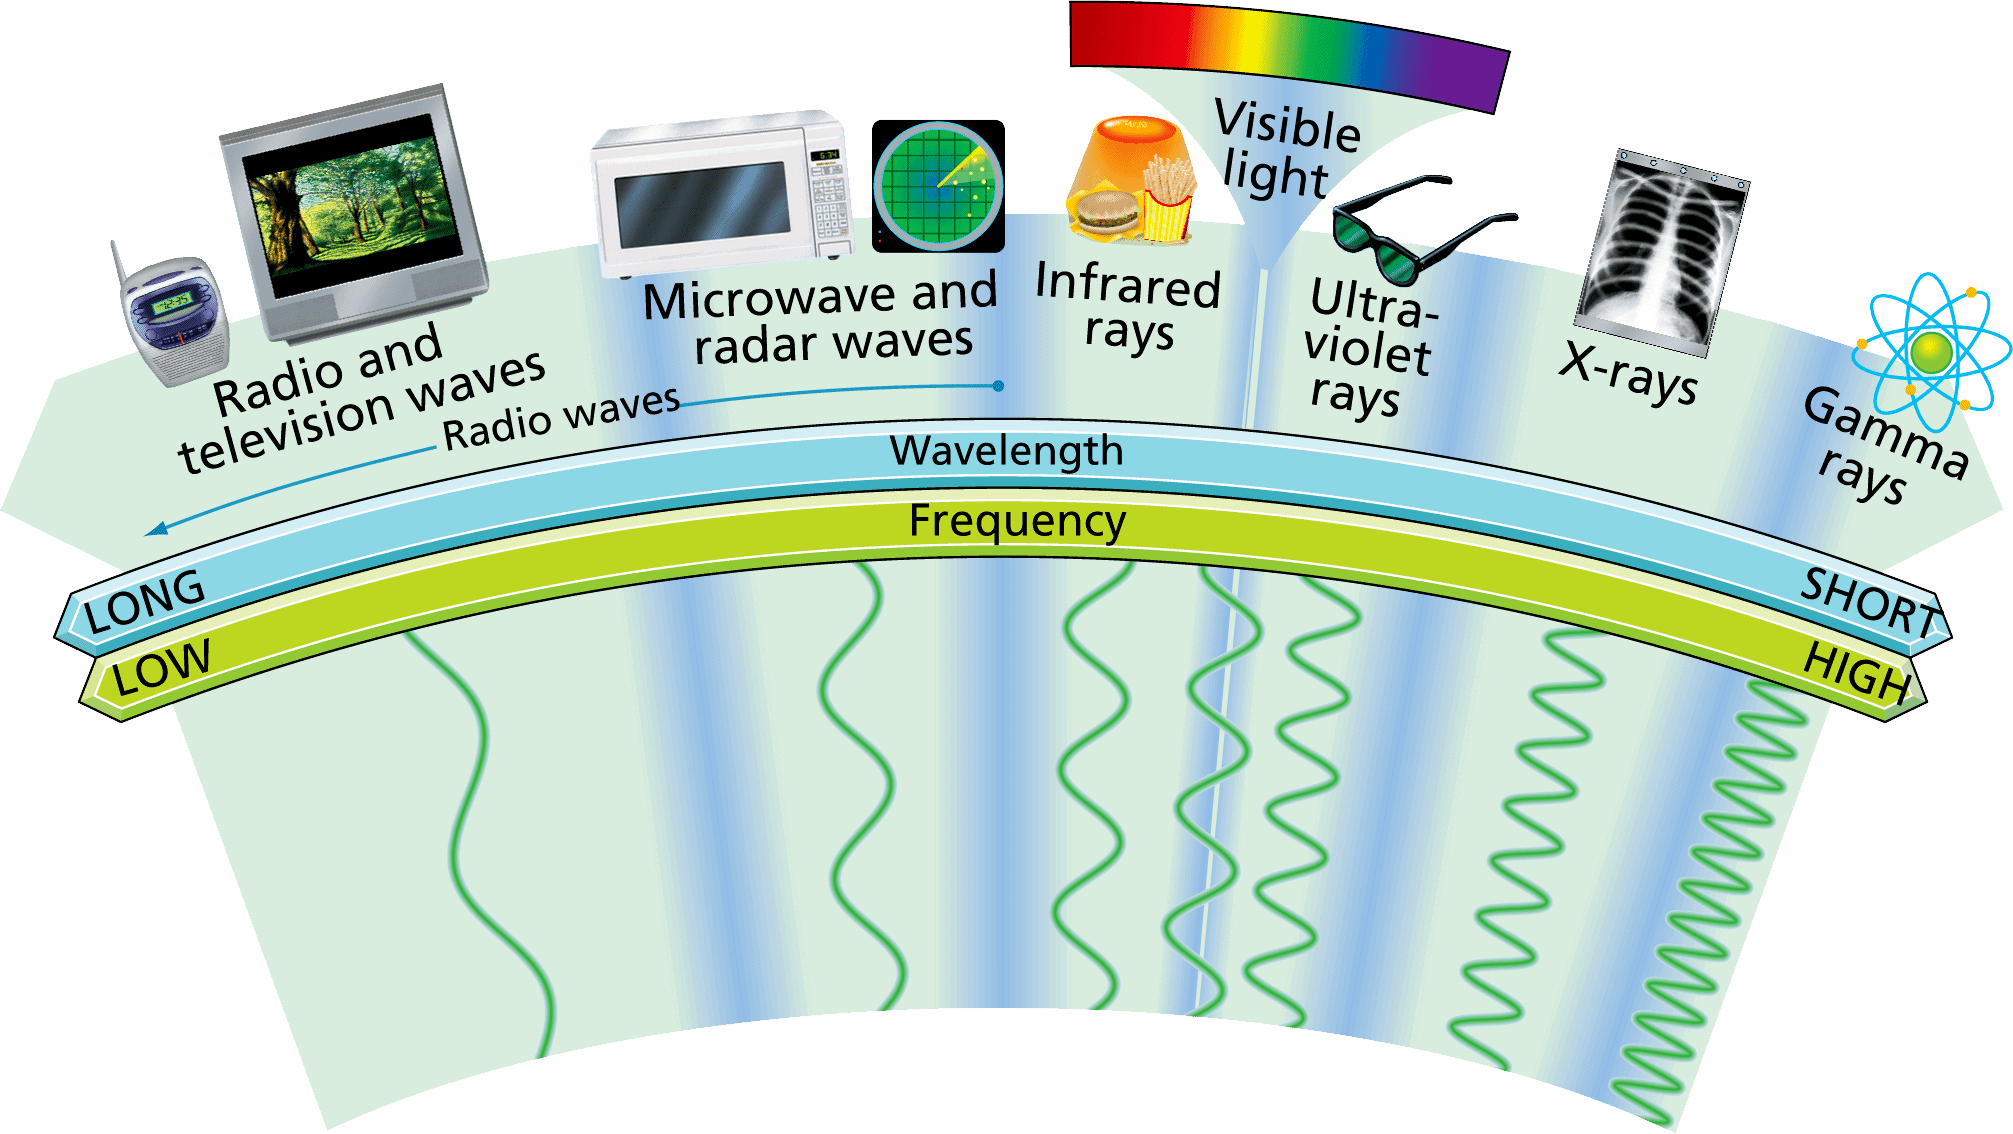 Visible
light
Radio and
television waves
Microwave and
radar waves
Infrared
rays
Ultra-
violet
rays
X-rays
Gamma
rays
Radio waves
Wavelength
LONG
SHORT
Frequency
LOW
HIGH